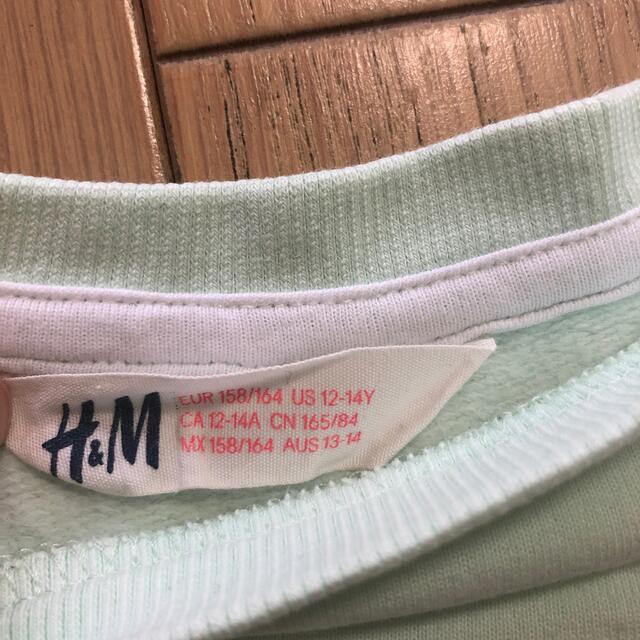 H&M
EUR 158/164 US 12-14Y
CA 12-14A CN 165/84
MX 158/164 AUS 13-14